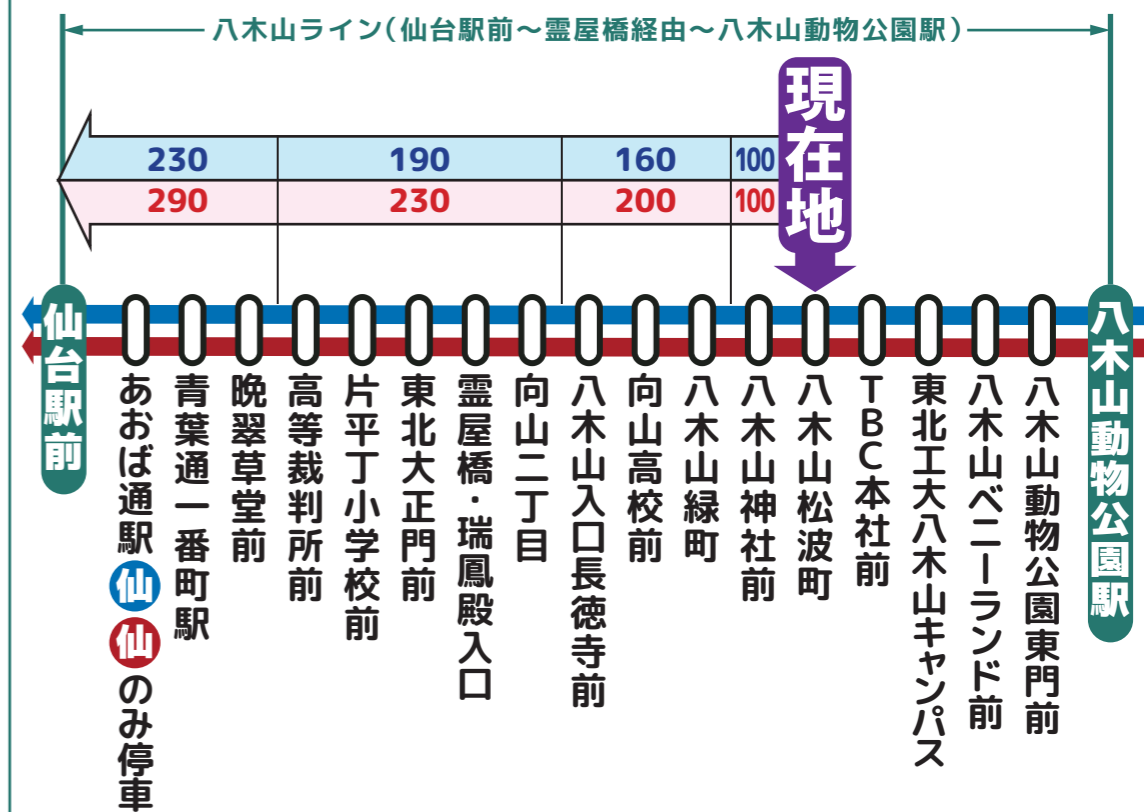 八木山ライン（仙台駅前～霊屋橋経由～八木山動物公園駅）
現在地
230 190 160 100
290 230 200 100
仙台駅前
あおば通駅仙仙のみ停車
青葉通一番町駅
晩翠草堂前
高等裁判所前
片平丁小学校前
東北大正門前
霊屋橋・瑞鳳殿入口
向山二丁目
八木山入口長徳寺前
向山高校前
八木山緑町
八木山神社前
八木山松波町
TBC本社前
東北工大八木山キャンパス
八木山ベニーランド前
八木山動物公園東門前
八木山動物公園駅